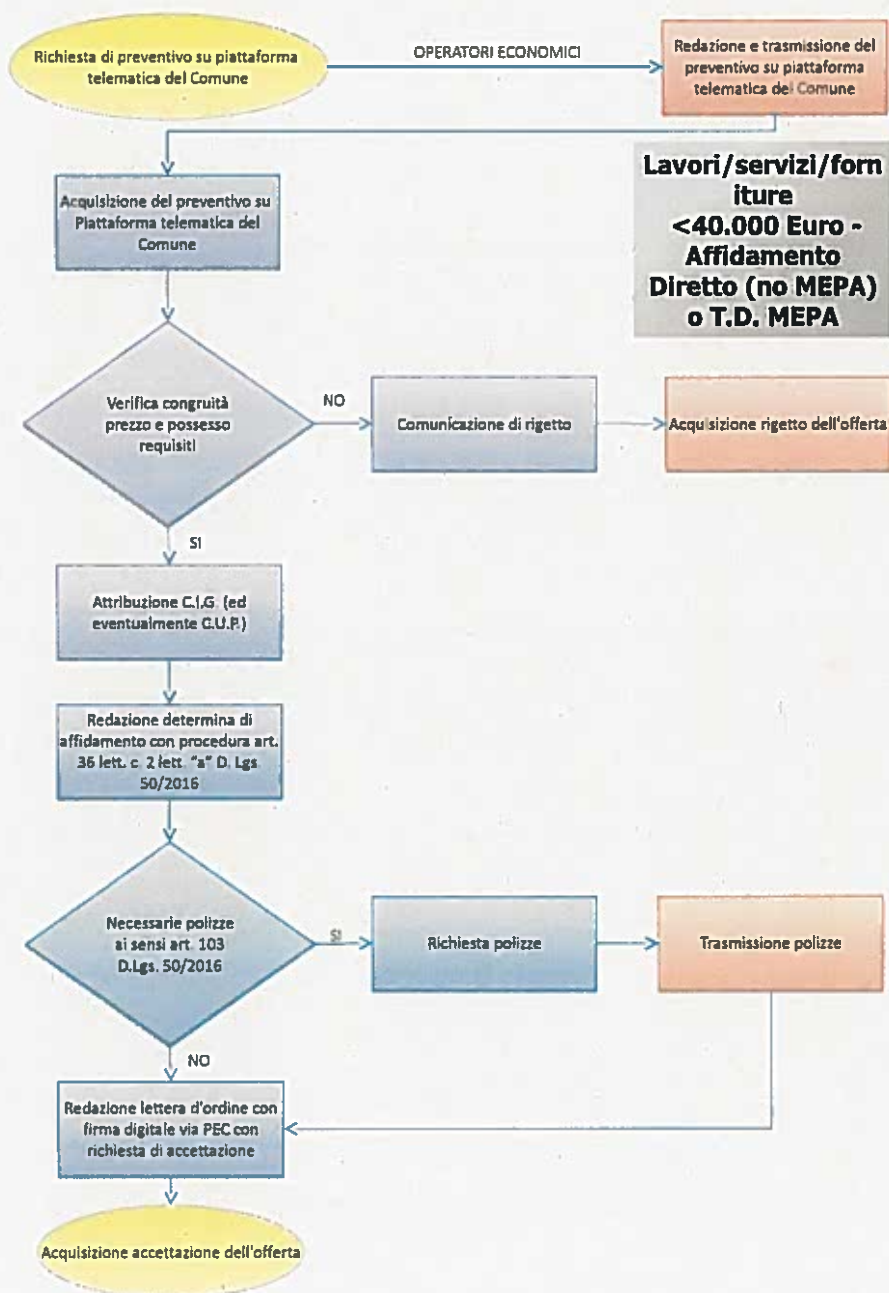 Richiesta di preventivo su piattaforma
telematica del Comune
OPERATORI ECONOMICI
Redazione e trasmissione del
preventivo su piattaforma
telematica del Comune
Lavori/servizi/forn
iture
<40.000 Euro -
Affidamento
Diretto (no MEPA)
o T.D. MEPA
Acquisizione del preventivo su
Piattaforma telematica del
Comune
Verifica congruità
prezzo e possesso
requisiti
NO
Comunicazione di rigetto
Acquisizione rigetto dell'offerta
SI
Attribuzione C.I.G. (ed
eventualmente C.U.P.)
Redazione determina di
affidamento con procedura art.
36 lett. c. 2 lett. "a" D. Lgs.
50/2016
Necessarie polizze
ai sensi art. 103
D.Lgs. 50/2016
SI
Richiesta polizze
Trasmissione polizze
NO
Redazione lettera d'ordine con
firma digitale via PEC con
richiesta di accettazione
Acquisizione accettazione dell'offerta